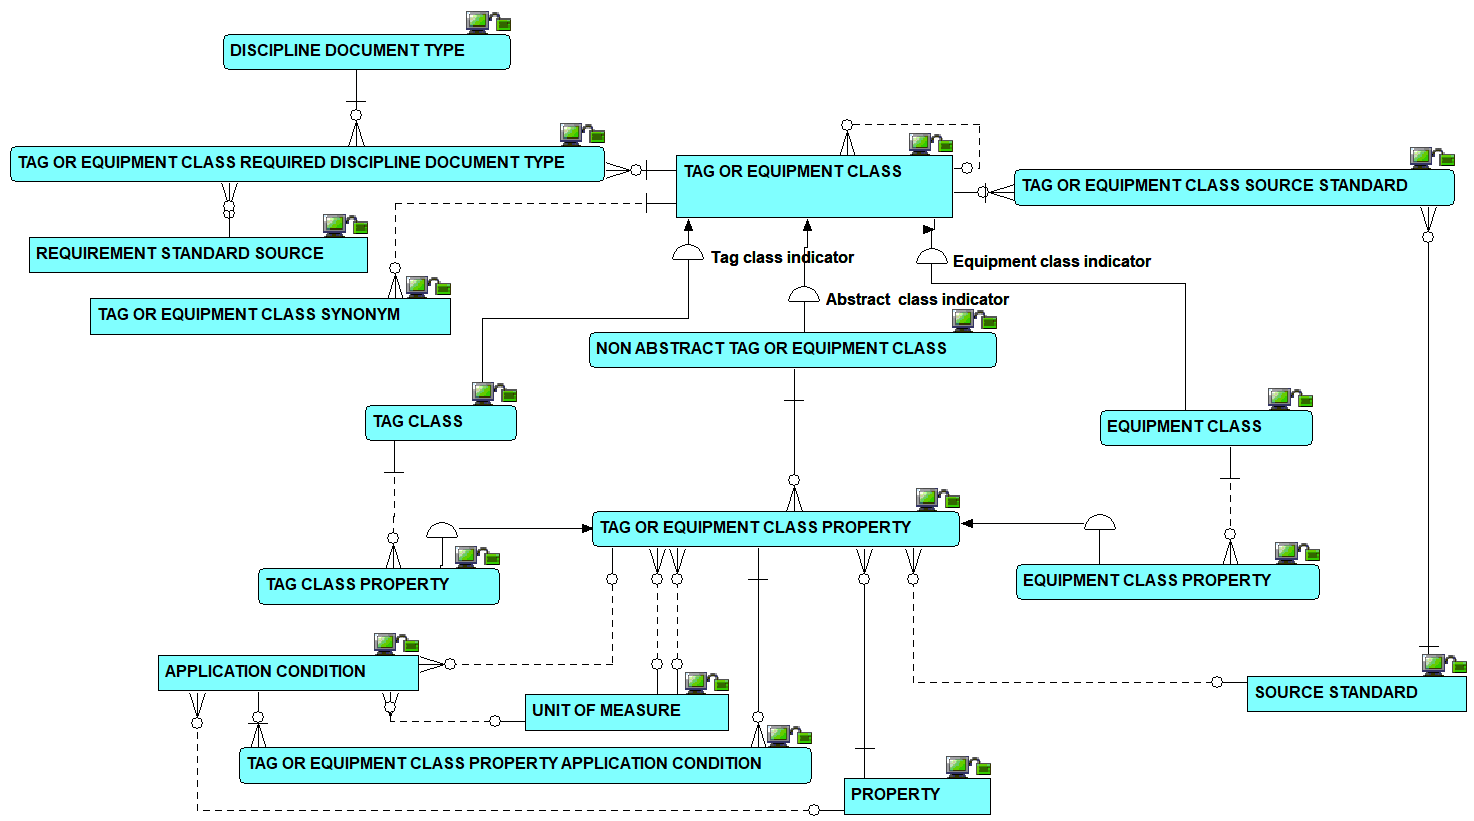 DISCIPLINE DOCUMENT TYPE
TAG OR EQUIPMENT CLASS REQUIRED DISCIPLINE DOCUMENT TYPE
TAG OR EQUIPMENT CLASS
TAG OR EQUIPMENT CLASS SOURCE STANDARD
REQUIREMENT STANDARD SOURCE
Tag class indicator
Equipment class indicator
TAG OR EQUIPMENT CLASS SYNONYM
Abstract class indicator
NON ABSTRACT TAG OR EQUIPMENT CLASS
TAG CLASS
EQUIPMENT CLASS
TAG OR EQUIPMENT CLASS PROPERTY
TAG CLASS PROPERTY
EQUIPMENT CLASS PROPERTY
APPLICATION CONDITION
UNIT OF MEASURE
SOURCE STANDARD
TAG OR EQUIPMENT CLASS PROPERTY APPLICATION CONDITION
PROPERTY